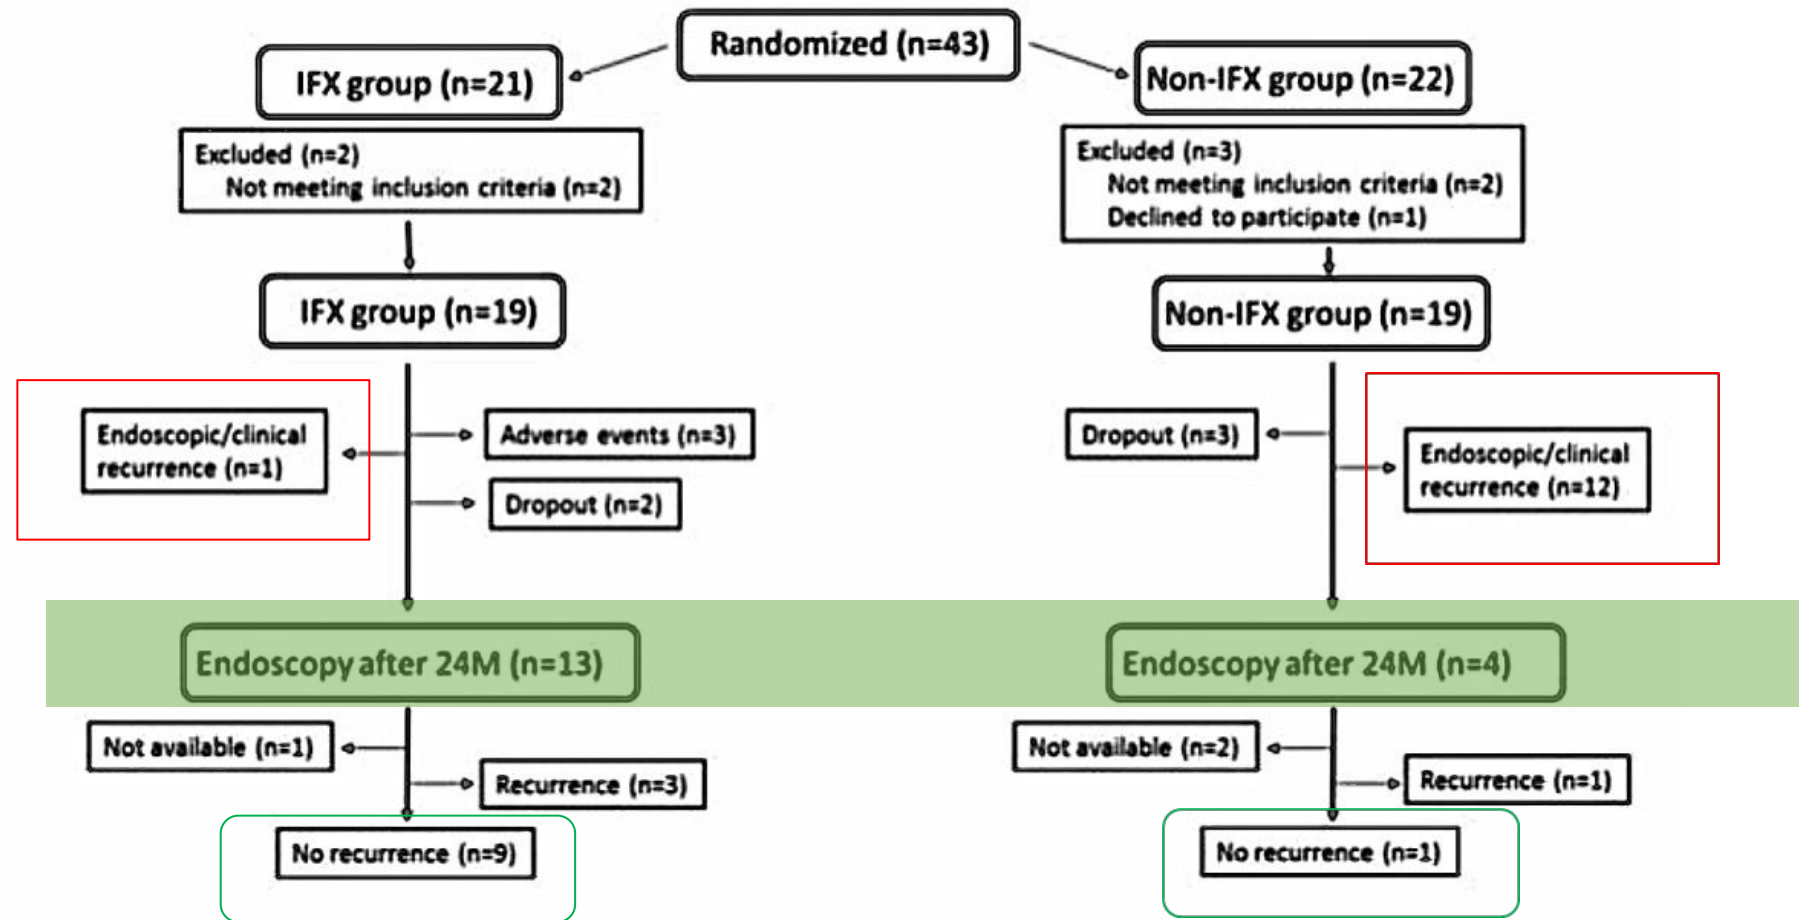 Randomized (n=43)
IFX group (n=21)
Non-IFX group (n=22)
Excluded (n=2)
Not meeting inclusion criteria (n=2)
Excluded (n=3)
Not meeting inclusion criteria (n=2)
Declined to participate (n=1)
IFX group (n=19)
Non-IFX group (n=19)
Endoscopic/clinical
recurrence (n=1)
Adverse events (n=3)
Dropout (n=2)
Dropout (n=3)
Endoscopic/clinical
recurrence (n=12)
Endoscopy after 24M (n=13)
Endoscopy after 24M (n=4)
Not available (n=1)
Recurrence (n=3)
No recurrence (n=9)
Not available (n=2)
Recurrence (n=1)
No recurrence (n=1)